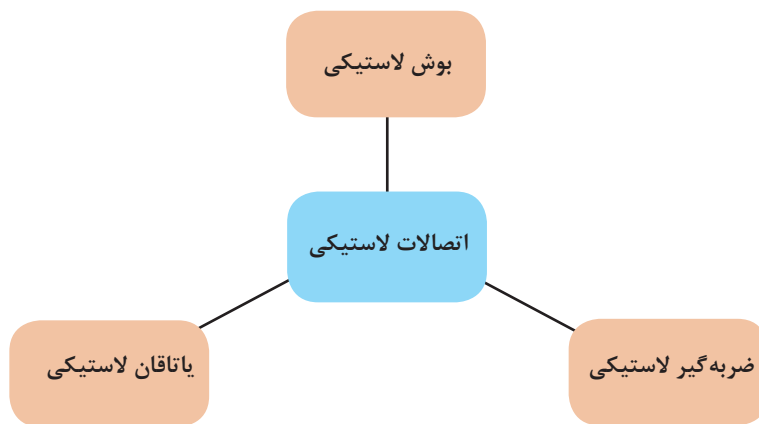 بوش لاستیکی
اتصالات لاستیکی
ضربه‌گیر لاستیکی
یاتاقان لاستیکی